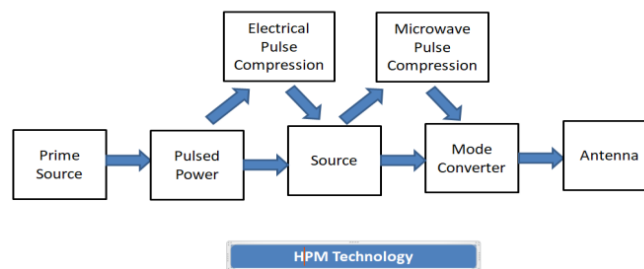 Electrical
Pulse
Compression
Microwave
Pulse
Compression
Prime
Source
Pulsed
Power
Source
Mode
Converter
Antenna
HPM Technology